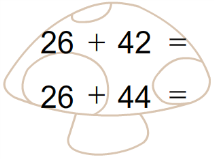 26 + 42 =
26 + 44 =